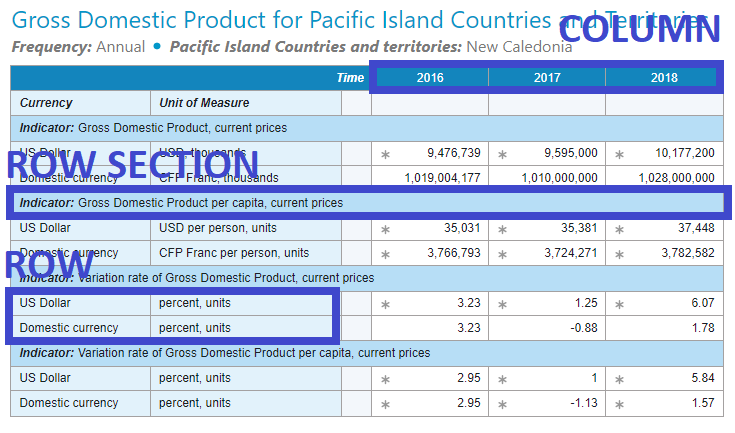 Gross Domestic Product for Pacific Island Countries and Territories
COLUMN
Frequency: Annual • Pacific Island Countries and territories: New Caledonia
Time 2016 2017 2018
Currency Unit of Measure
Indicator: Gross Domestic Product, current prices
US Dollar USD, thousands * 9,476,739 * 9,595,000 * 10,177,200
ROW SECTION
Domestic currency CFP Franc, thousands 1,019,004,177 1,010,000,000 1,028,000,000
Indicator: Gross Domestic Product per capita, current prices
US Dollar USD per person, units * 35,031 * 35,381 * 37,448
Domestic currency CFP Franc per person, units * 3,766,793 * 3,724,271 * 3,782,582
ROW
Indicator: Variation rate of Gross Domestic Product, current prices
US Dollar percent, units * 3.23 * 1.25 * 6.07
Domestic currency percent, units 3.23 -0.88 1.78
Indicator: Variation rate of Gross Domestic Product per capita, current prices
US Dollar percent, units * 2.95 * 1 * 5.84
Domestic currency percent, units * 2.95 * -1.13 * 1.57